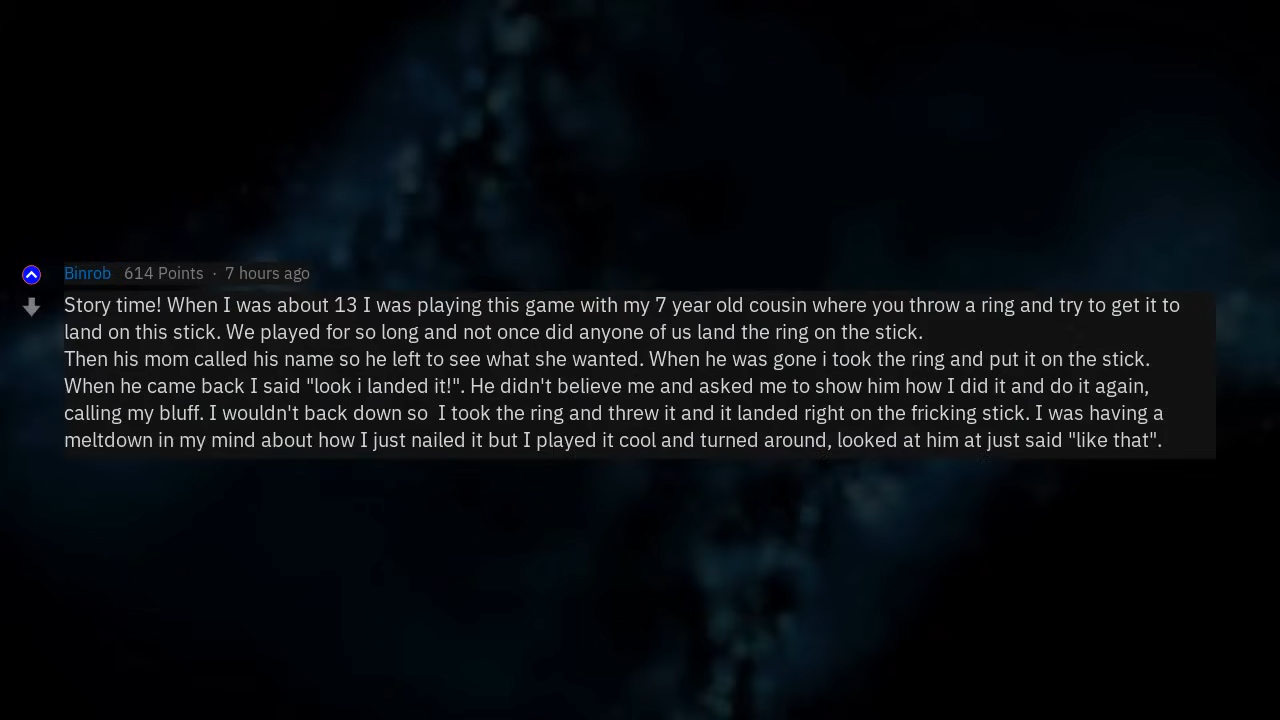 Binrob 614 Points · 7 hours ago
Story time! When I was about 13 I was playing this game with my 7 year old cousin where you throw a ring and try to get it to
land on this stick. We played for so long and not once did anyone of us land the ring on the stick.
Then his mom called his name so he left to see what she wanted. When he was gone i took the ring and put it on the stick.
When he came back I said "look i landed it!". He didn't believe me and asked me to show him how I did it and do it again,
calling my bluff. I wouldn't back down so  I took the ring and threw it and it landed right on the fricking stick. I was having a
meltdown in my mind about how I just nailed it but I played it cool and turned around, looked at him at just said "like that".